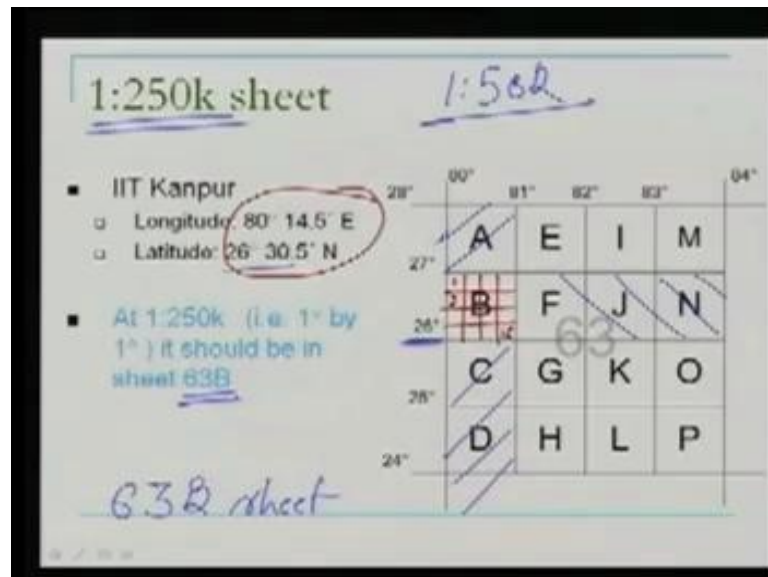 1:250k sheet
1:50k
■ IIT Kanpur
□ Longitude: 80° 14.5' E
□ Latitude: 26° 30.5' N
■ At 1:250k (i.e. 1° by
1°) it should be in
sheet 63B
63B sheet
80° 81° 82° 83° 84°
28°
A E I M
27°
B F J N
26°
63
C G K O
25°
D H L P
24°